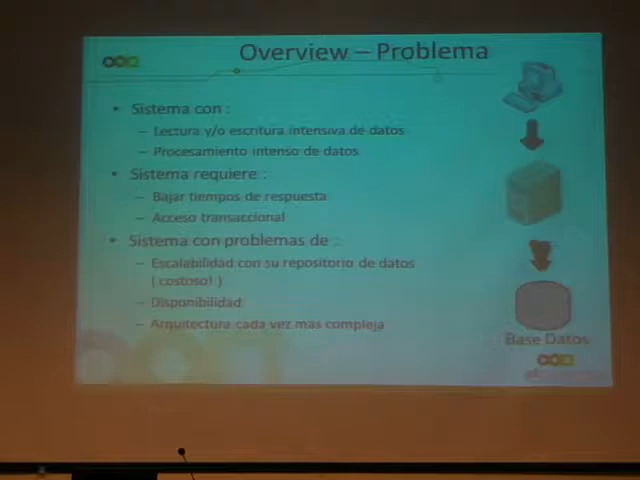 Overview – Problema
• Sistema con :
– Lectura y/o escritura intensiva de datos
– Procesamiento intenso de datos
• Sistema requiere :
– Bajar tiempos de respuesta
– Acceso transaccional
• Sistema con problemas de :
– Escalabilidad con su repositorio de datos
( costoso! )
– Disponibilidad
– Arquitectura cada vez mas compleja
Base Datos